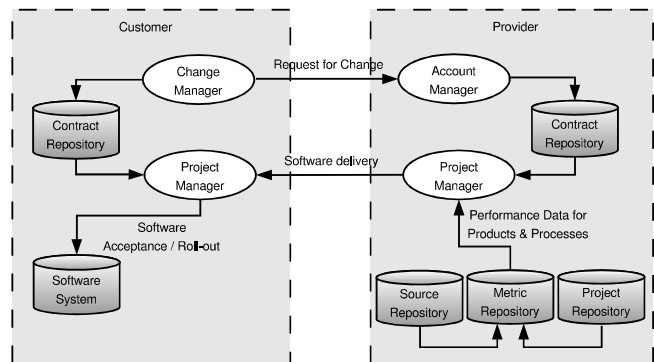 Customer
Provider
Change
Manager
Request for Change
Account
Manager
Contract
Repository
Contract
Repository
Project
Manager
Software delivery
Project
Manager
Software
Acceptance / Roll-out
Performance Data for
Products & Processes
Software
System
Source
Repository
Metric
Repository
Project
Repository